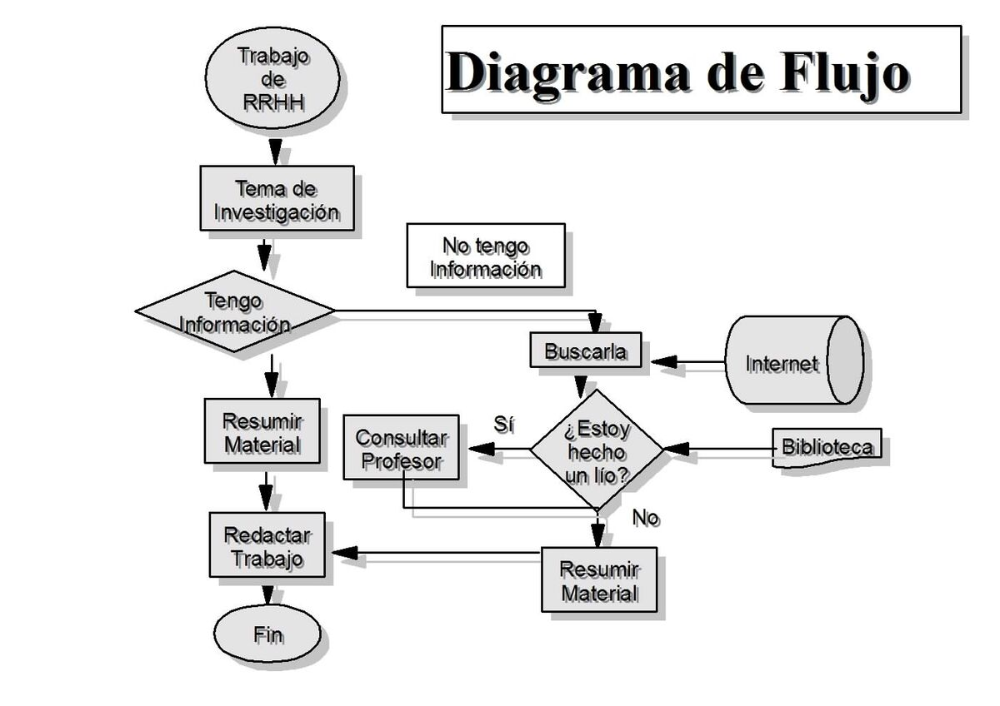 Diagrama de Flujo
Trabajo
de
RRHH
Tema de
Investigación
No tengo
Información
Tengo
Información
Buscarla
Internet
Resumir
Material
Consultar
Profesor
Sí
¿Estoy
hecho
un lío?
Biblioteca
No
Redactar
Trabajo
Resumir
Material
Fin